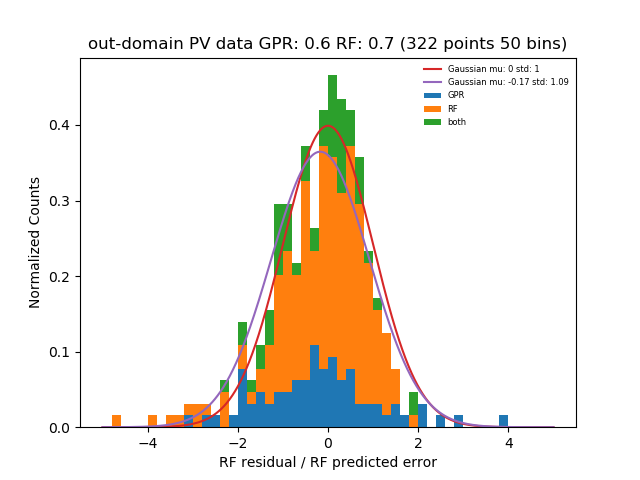 out-domain PV data GPR: 0.6 RF: 0.7 (322 points 50 bins)
Gaussian mu: 0 std: 1
Gaussian mu: -0.17 std: 1.09
GPR
RF
both
Normalized Counts
0.4
0.3
0.2
0.1
0.0
−4
−2
0
2
4
RF residual / RF predicted error